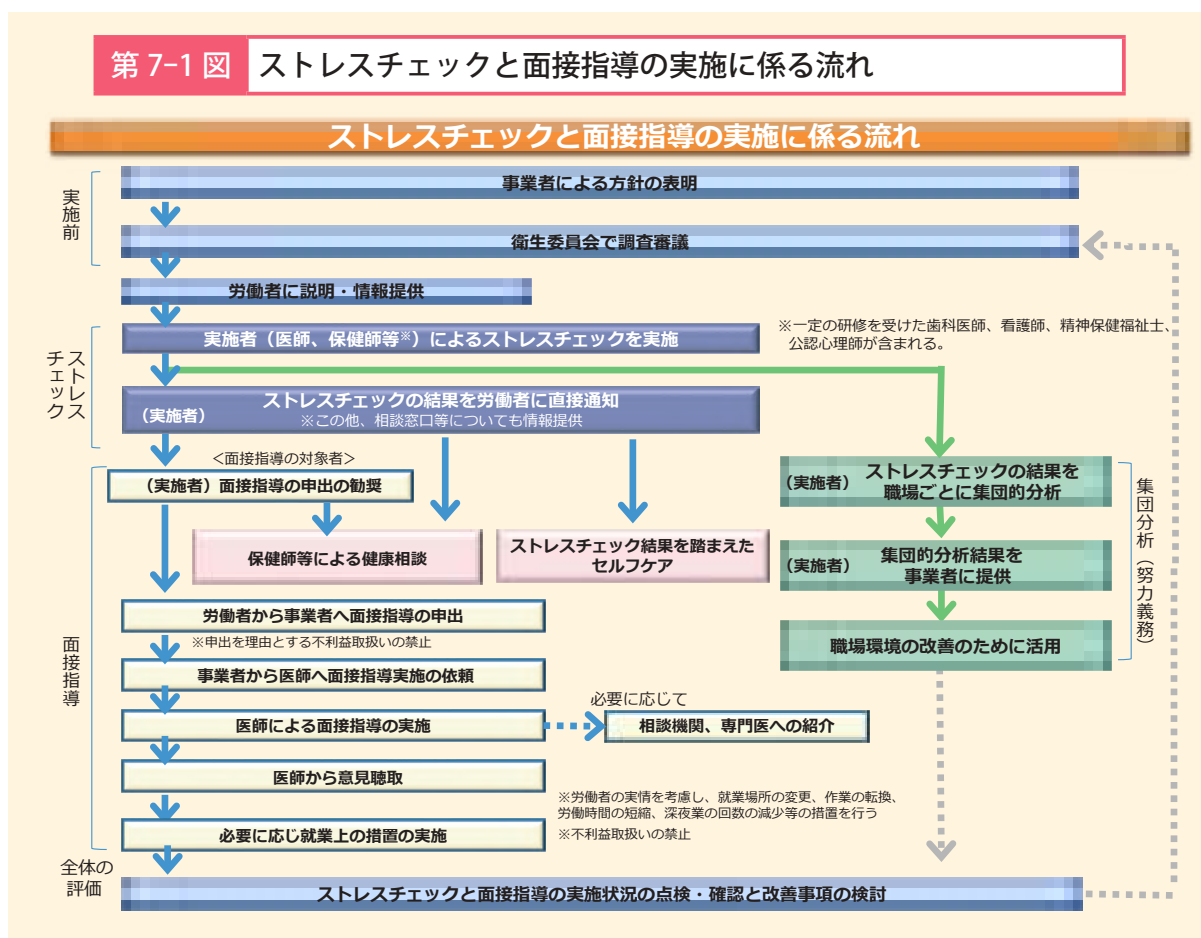 第 7-1 図 ストレスチェックと面接指導の実施に係る流れ
ストレスチェックと面接指導の実施に係る流れ
実施前
事業者による方針の表明
衛生委員会で調査審議
労働者に説明・情報提供
ストレス
チェック
実施者(医師、保健師等※)によるストレスチェックを実施
※一定の研修を受けた歯科医師、看護師、精神保健福祉士、
公認心理師が含まれる。
ストレスチェックの結果を労働者に直接通知
(実施者)
※この他、相談窓口等についても情報提供
<面接指導の対象者>
(実施者)面接指導の申出の勧奨
保健師等による健康相談
ストレスチェック結果を踏まえた
セルフケア
(実施者)
ストレスチェックの結果を
職場ごとに集団的分析
(実施者)
集団的分析結果を
事業者に提供
職場環境の改善のために活用
集団分析(努力義務)
面接指導
労働者から事業者へ面接指導の申出
※申出を理由とする不利益取扱いの禁止
事業者から医師へ面接指導実施の依頼
医師による面接指導の実施
必要に応じて
相談機関、専門医への紹介
医師から意見聴取
※労働者の実情を考慮し、就業場所の変更、作業の転換、
労働時間の短縮、深夜業の回数の減少等の措置を行う
※不利益取扱いの禁止
必要に応じ就業上の措置の実施
全体の
評価
ストレスチェックと面接指導の実施状況の点検・確認と改善事項の検討